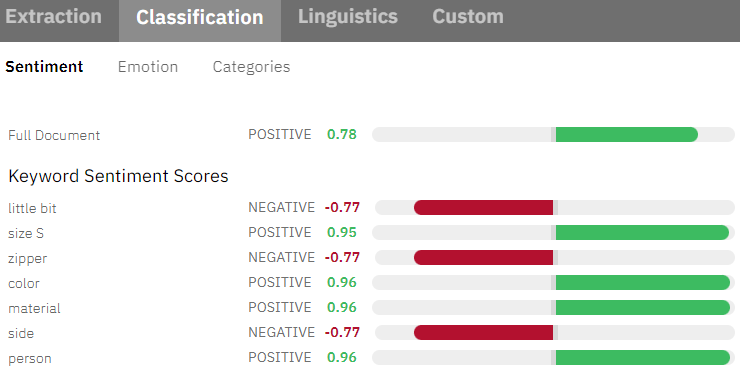 Extraction Classification Linguistics Custom
Sentiment Emotion Categories
Full Document POSITIVE 0.78
Keyword Sentiment Scores
little bit NEGATIVE -0.77
size S POSITIVE 0.95
zipper NEGATIVE -0.77
color POSITIVE 0.96
material POSITIVE 0.96
side NEGATIVE -0.77
person POSITIVE 0.96